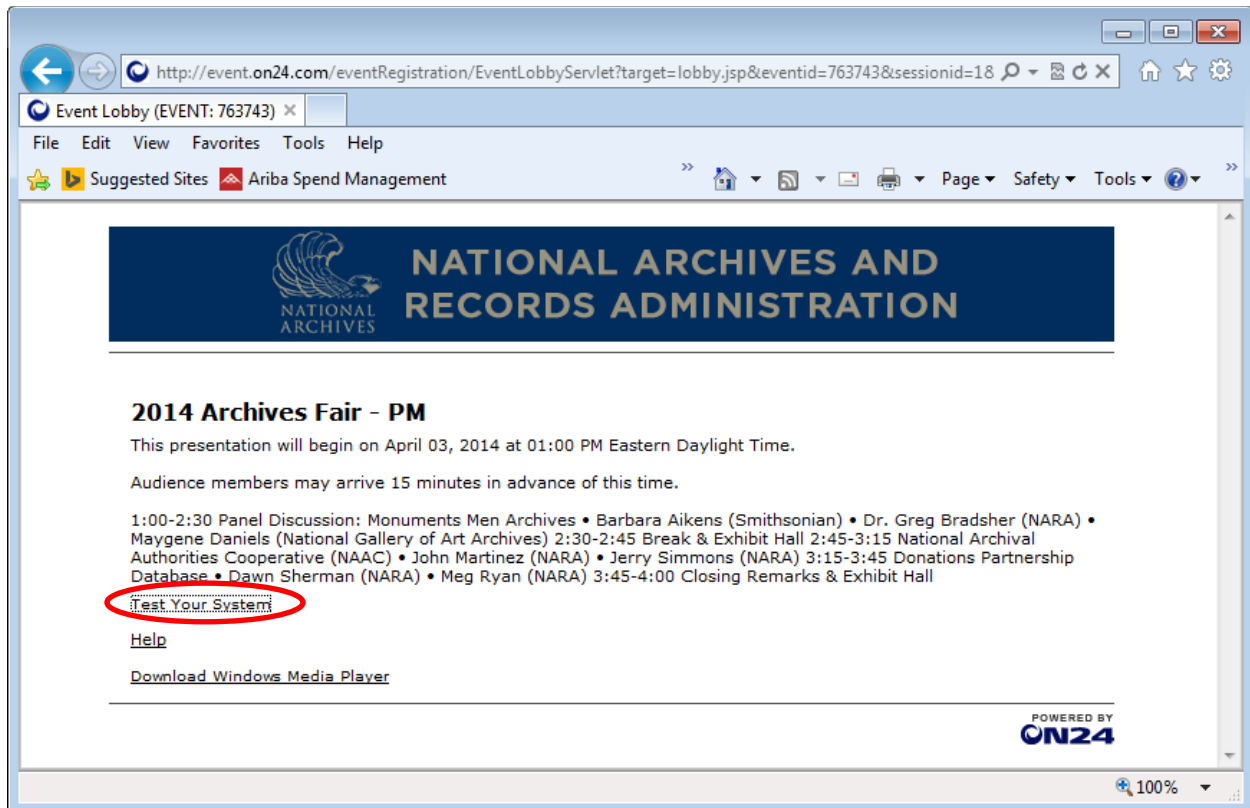 http://event.on24.com/eventRegistration/EventLobbyServlet?target=lobby.jsp&eventid=763743&sessionid=18
Event Lobby (EVENT: 763743)
File Edit View Favorites Tools Help
Suggested Sites Ariba Spend Management » Page Safety Tools »
NATIONAL ARCHIVES
NATIONAL ARCHIVES AND
RECORDS ADMINISTRATION
2014 Archives Fair - PM
This presentation will begin on April 03, 2014 at 01:00 PM Eastern Daylight Time.
Audience members may arrive 15 minutes in advance of this time.
1:00-2:30 Panel Discussion: Monuments Men Archives • Barbara Aikens (Smithsonian) • Dr. Greg Bradsher (NARA) •
Maygene Daniels (National Gallery of Art Archives) 2:30-2:45 Break & Exhibit Hall 2:45-3:15 National Archival
Authorities Cooperative (NAAC) • John Martinez (NARA) • Jerry Simmons (NARA) 3:15-3:45 Donations Partnership
Database • Dawn Sherman (NARA) • Meg Ryan (NARA) 3:45-4:00 Closing Remarks & Exhibit Hall
Test Your System
Help
Download Windows Media Player
POWERED BY
ON24
100%